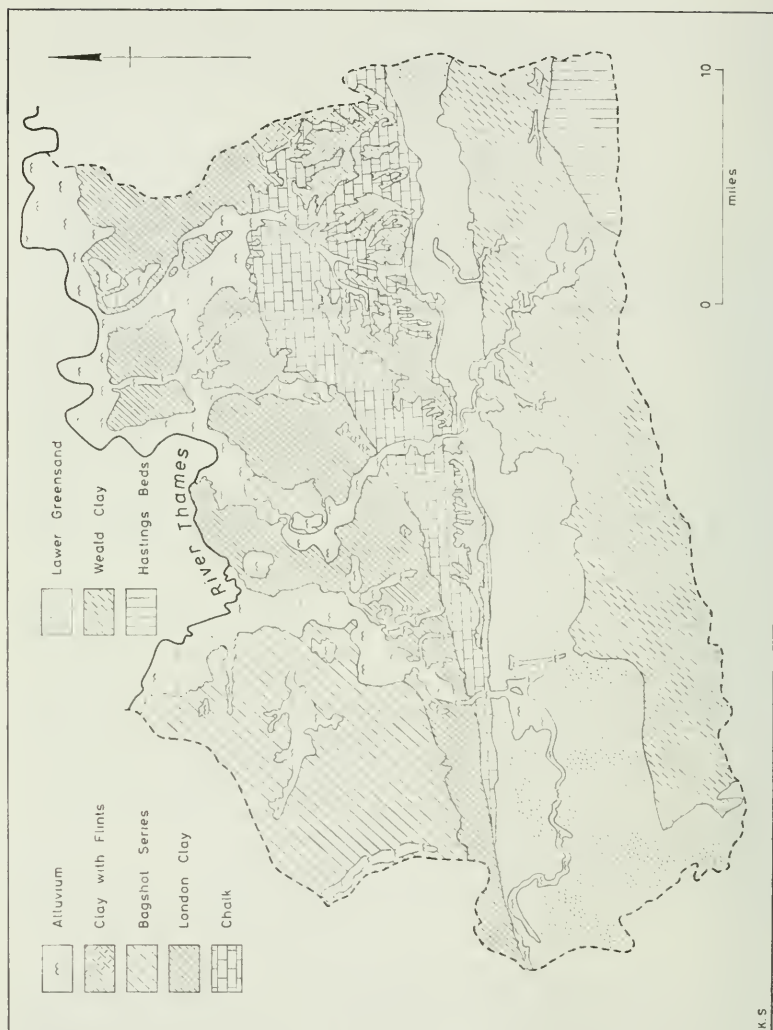 Alluvium
Clay with Flints
Bagshot Series
London Clay
Chalk
Lower Greensand
Weald Clay
Hastings Beds
River Thames
0 10
miles
K.S